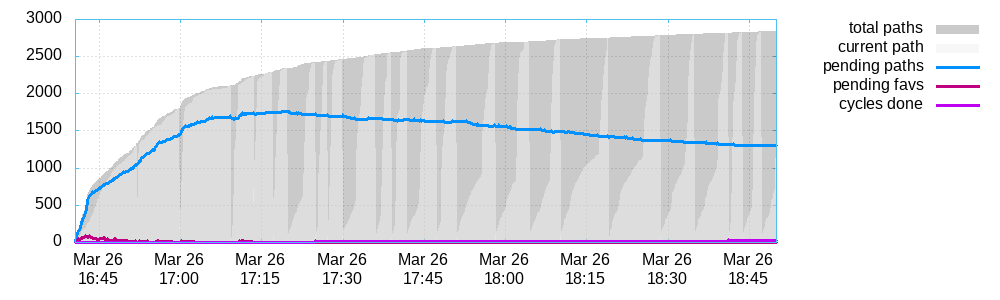 3000
2500
2000
1500
1000
500
0
Mar 26 Mar 26 Mar 26 Mar 26 Mar 26 Mar 26 Mar 26 Mar 26 Mar 26
16:45 17:00 17:15 17:30 17:45 18:00 18:15 18:30 18:45
total paths
current path
pending paths
pending favs
cycles done